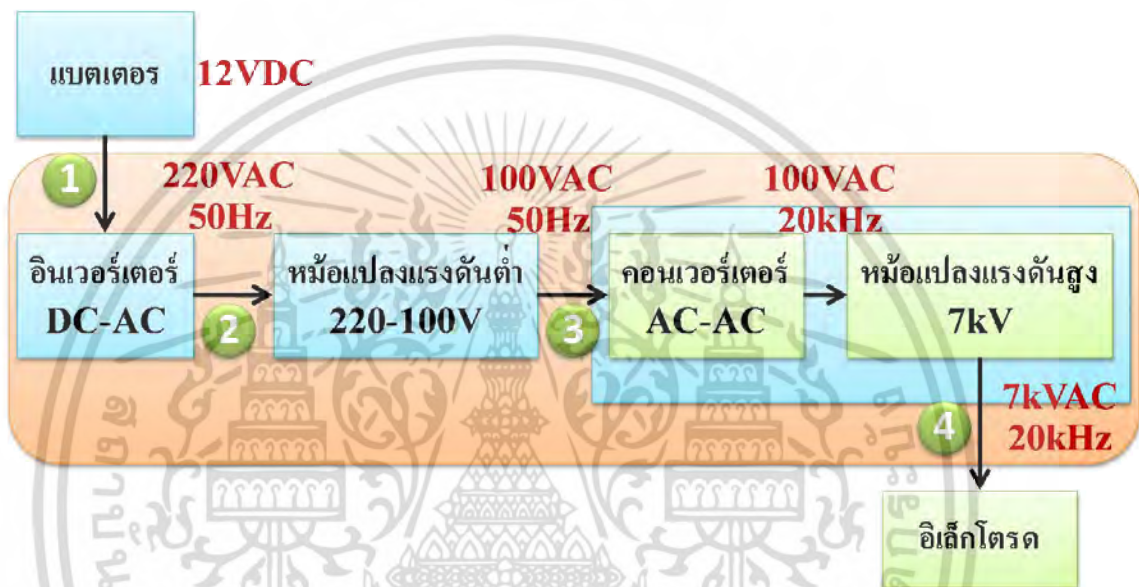 แบตเตอร
12VDC
1
220VAC
50Hz
100VAC
50Hz
100VAC
20kHz
อินเวอร์เตอร์
DC-AC
2
หม้อแปลงแรงดันต่ำ
220-100V
3
คอนเวอร์เตอร์
AC-AC
หม้อแปลงแรงดันสูง
7kV
4
7kVAC
20kHz
อิเล็กโตรด